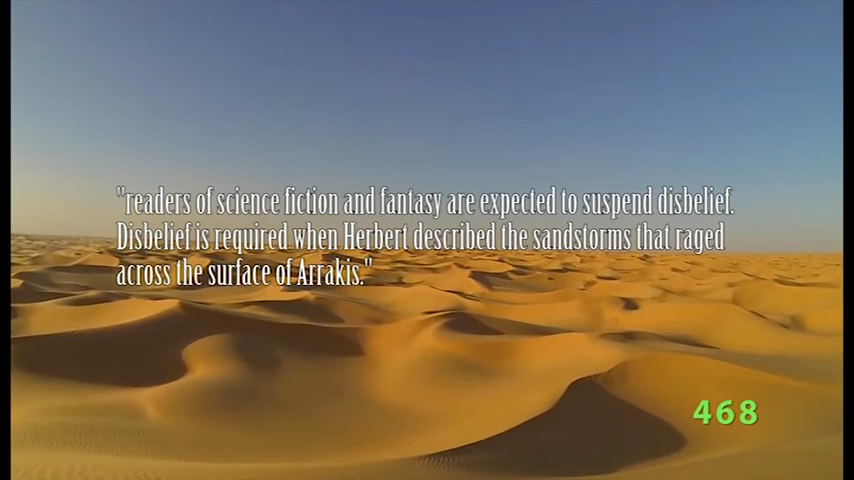 "readers of science fiction and fantasy are expected to suspend disbelief.
Disbelief is required when Herbert described the sandstorms that raged
across the surface of Arrakis."
468